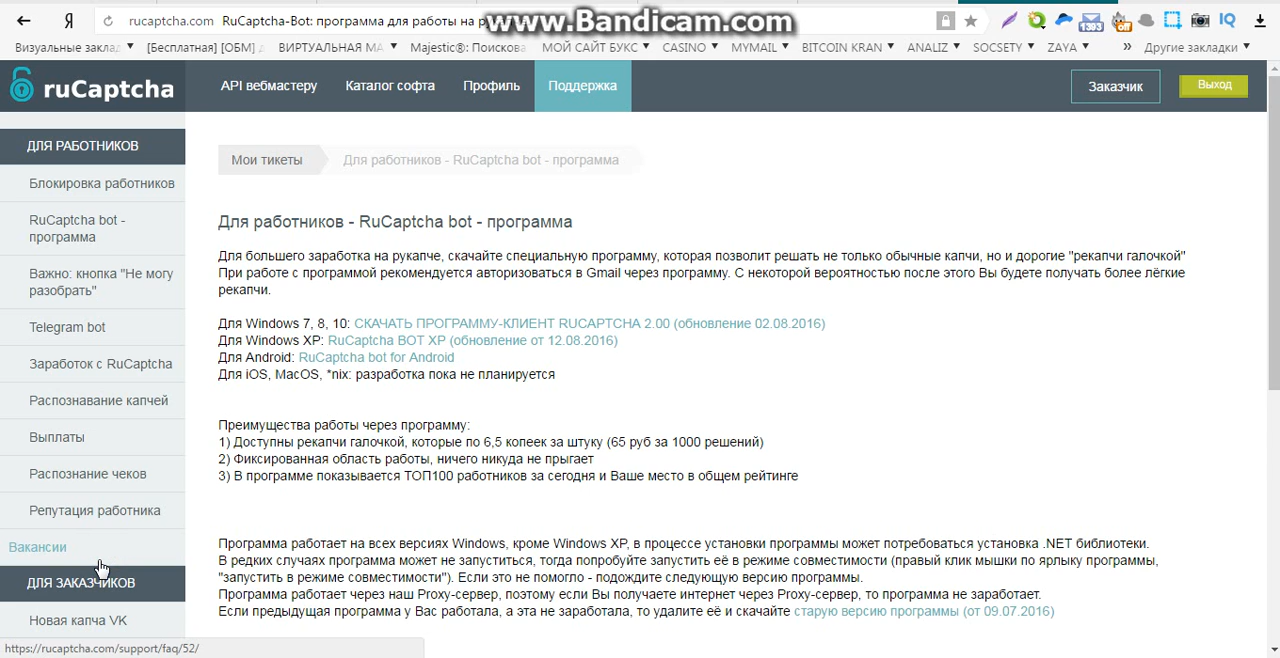 rucaptcha.com RuCaptcha-Bot: программа для работы на
www.Bandicam.com
1393
off
IQ
Визуальные заклад
[Бесплатная] [ОБМ]
ВИРТУАЛЬНАЯ МА
Majestic®: Поискова
МОЙ САЙТ БУКС
CASINO
MYMAIL
BITCOIN KRAN
ANALIZ
SOCSETY
ZAYA
» Другие закладки
ruCaptcha
API вебмастеру
Каталог софта
Профиль
Поддержка
Заказчик
Выход
ДЛЯ РАБОТНИКОВ
Блокировка работников
RuCaptcha bot -
программа
Важно: кнопка "Не могу
разобрать"
Telegram bot
Заработок с RuCaptcha
Распознавание капчей
Выплаты
Распознание чеков
Репутация работника
Вакансии
ДЛЯ ЗАКАЗЧИКОВ
Новая капча VK
Мои тикеты
Для работников - RuCaptcha bot - программа
Для работников - RuCaptcha bot - программа
Для большего заработка на рукапче, скачайте специальную программу, которая позволит решать не только обычные капчи, но и дорогие "рекапчи галочкой"
При работе с программой рекомендуется авторизоваться в Gmail через программу. С некоторой вероятностью после этого Вы будете получать более лёгкие
рекапчи.
Для Windows 7, 8, 10: СКАЧАТЬ ПРОГРАММУ-КЛИЕНТ RUCAPTCHA 2.00 (обновление 02.08.2016)
Для Windows XP: RuCaptcha BOT XP (обновление от 12.08.2016)
Для Android: RuCaptcha bot for Android
Для iOS, MacOS, *nix: разработка пока не планируется
Преимущества работы через программу:
1) Доступны рекапчи галочкой, которые по 6,5 копеек за штуку (65 руб за 1000 решений)
2) Фиксированная область работы, ничего никуда не прыгает
3) В программе показывается ТОП100 работников за сегодня и Ваше место в общем рейтинге
Программа работает на всех версиях Windows, кроме Windows XP, в процессе установки программы может потребоваться установка .NET библиотеки.
В редких случаях программа может не запуститься, тогда попробуйте запустить её в режиме совместимости (правый клик мышки по ярлыку программы,
"запустить в режиме совместимости"). Если это не помогло - подождите следующую версию программы.
Программа работает через наш Proxy-сервер, поэтому если Вы получаете интернет через Proxy-сервер, то программа не заработает.
Если предыдущая программа у Вас работала, а эта не заработала, то удалите её и скачайте старую версию программы (от 09.07.2016)
https://rucaptcha.com/support/faq/52/